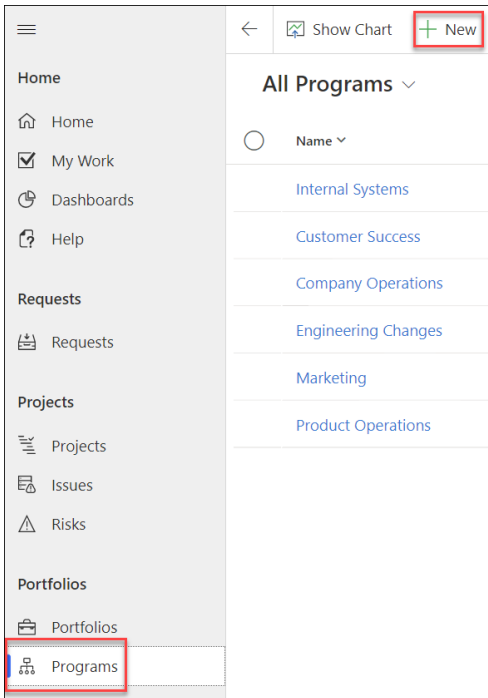 Home
Home
My Work
Dashboards
Help
Requests
Requests
Projects
Projects
Issues
Risks
Portfolios
Portfolios
Programs
Show Chart
New
All Programs
Name
Internal Systems
Customer Success
Company Operations
Engineering Changes
Marketing
Product Operations